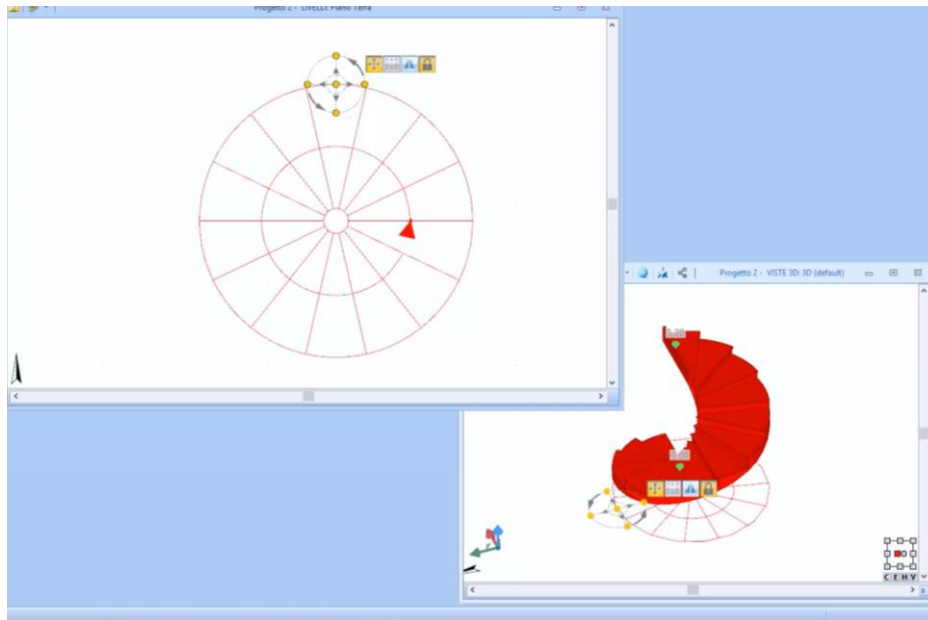 Progetto 2 - LIVELLI: Piano Terra
Progetto 2 - VISTE 3D: 3D (default)
C E H V
s